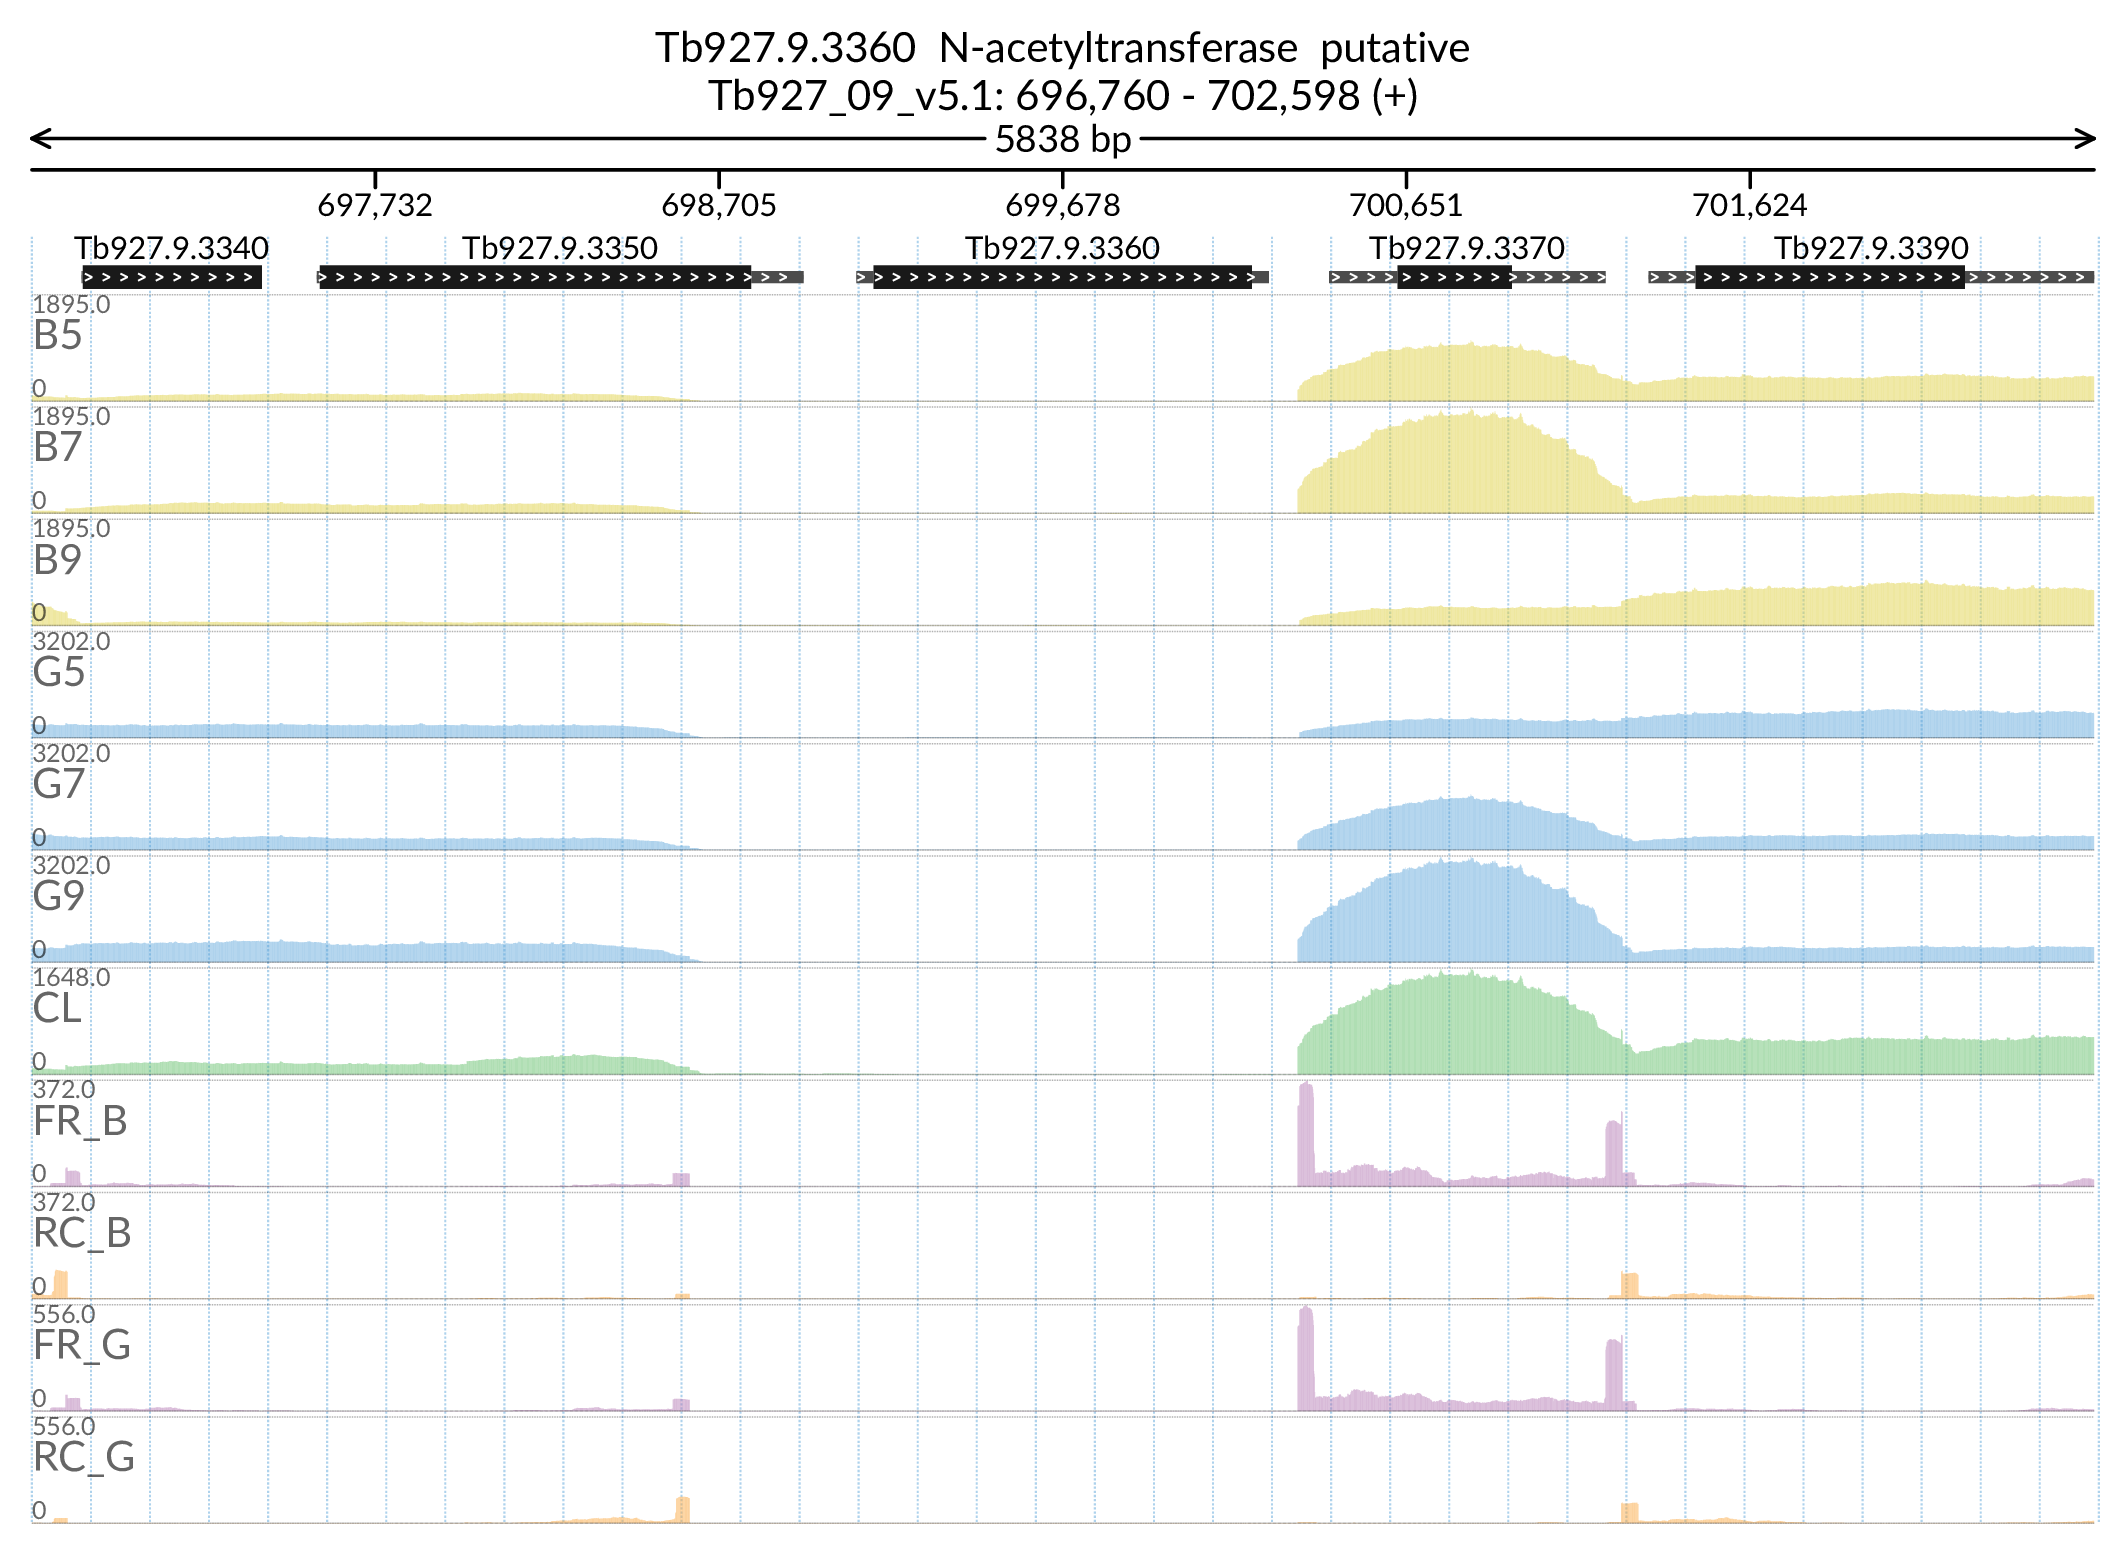 Tb927.9.3360 N-acetyltransferase putative
Tb927_09_v5.1: 696,760 - 702,598 (+)
5838 bp
697,732 698,705 699,678 700,651 701,624
Tb927.9.3340 Tb927.9.3350 Tb927.9.3360 Tb927.9.3370 Tb927.9.3390
1895.0
B5
0
1895.0
B7
0
1895.0
B9
0
3202.0
G5
0
3202.0
G7
0
3202.0
G9
0
1648.0
CL
0
372.0
FR_B
0
372.0
RC_B
0
556.0
FR_G
0
556.0
RC_G
0